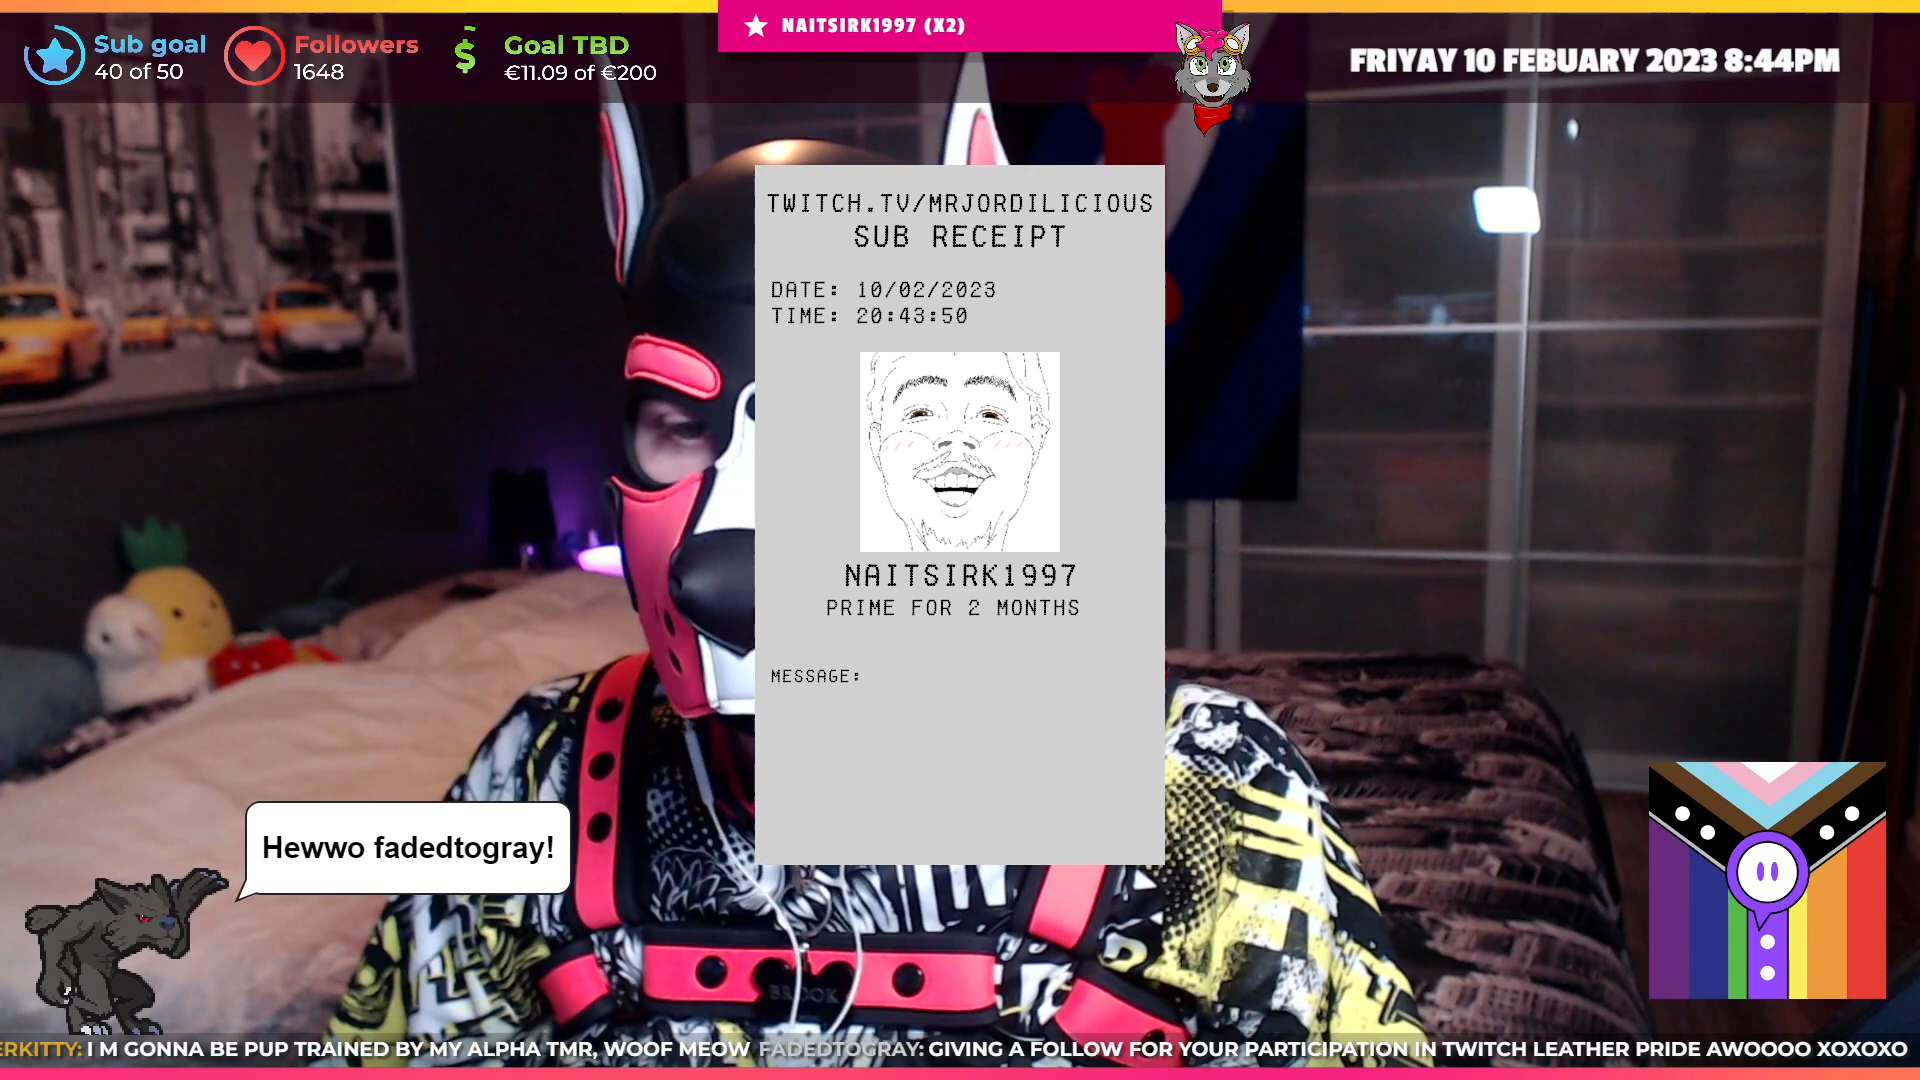 NAITSIRK1997 (X2)
Sub goal
40 of 50
Followers
1648
Goal TBD
€11.09 of €200
FRIYAY 10 FEBUARY 2023 8:44PM
TWITCH.TV/MRJORDILICIOUS
SUB RECEIPT
DATE: 10/02/2023
TIME: 20:43:50
NAITSIRK1997
PRIME FOR 2 MONTHS
MESSAGE:
Hewwo fadedtogray!
BROOK
ERKITTY: I M GONNA BE PUP TRAINED BY MY ALPHA TMR, WOOF MEOW FADEDTOGRAY: GIVING A FOLLOW FOR YOUR PARTICIPATION IN TWITCH LEATHER PRIDE AWOOOO XOXOXO